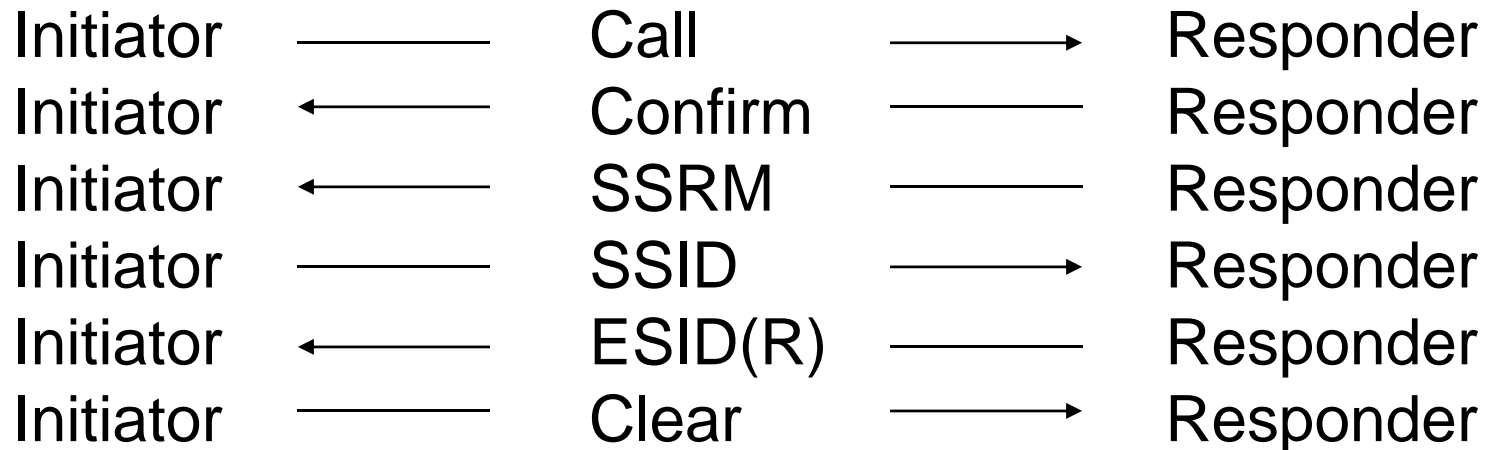 Initiator Call Responder
Initiator Confirm Responder
Initiator SSRM Responder
Initiator SSID Responder
Initiator ESID(R) Responder
Initiator Clear Responder